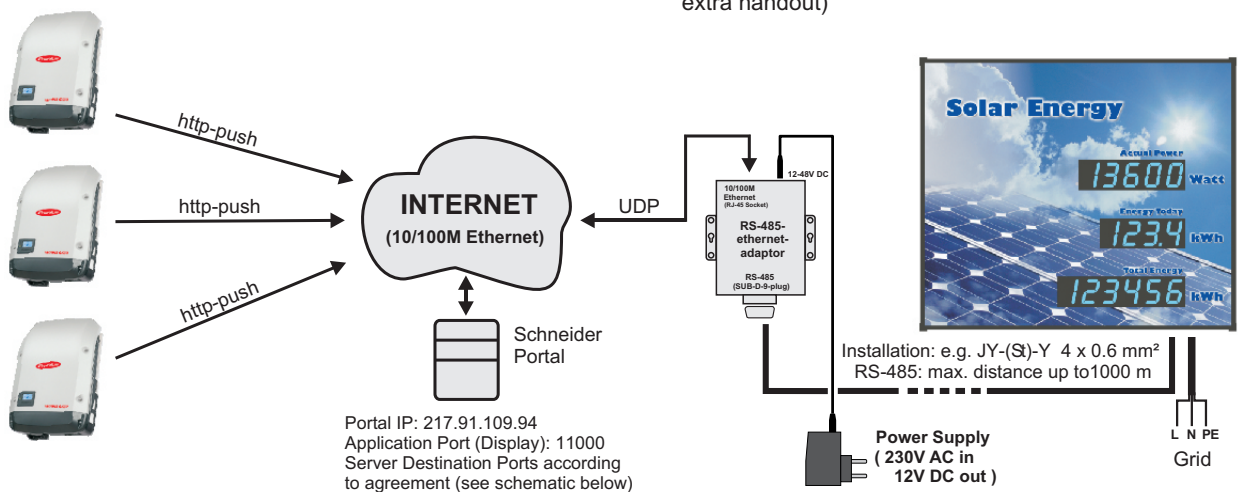 extra handout)
http-push
http-push
http-push
INTERNET
(10/100M Ethernet)
UDP
Schneider
Portal
Portal IP: 217.91.109.94
Application Port (Display): 11000
Server Destination Ports according
to agreement (see schematic below)
12-48V DC
10/100M
Ethernet
(RJ-45 Socket)
RS-485-
ethernet-
adaptor
RS-485
(SUB-D-9-plug)
Solar Energy
Actual Power
13600 Watt
Energy Today
123.4 kWh
Total Energy
123456 kWh
Installation: e.g. JY-(St)-Y 4 x 0.6 mm²
RS-485: max. distance up to1000 m
Power Supply
( 230V AC in
12V DC out )
L N PE
Grid